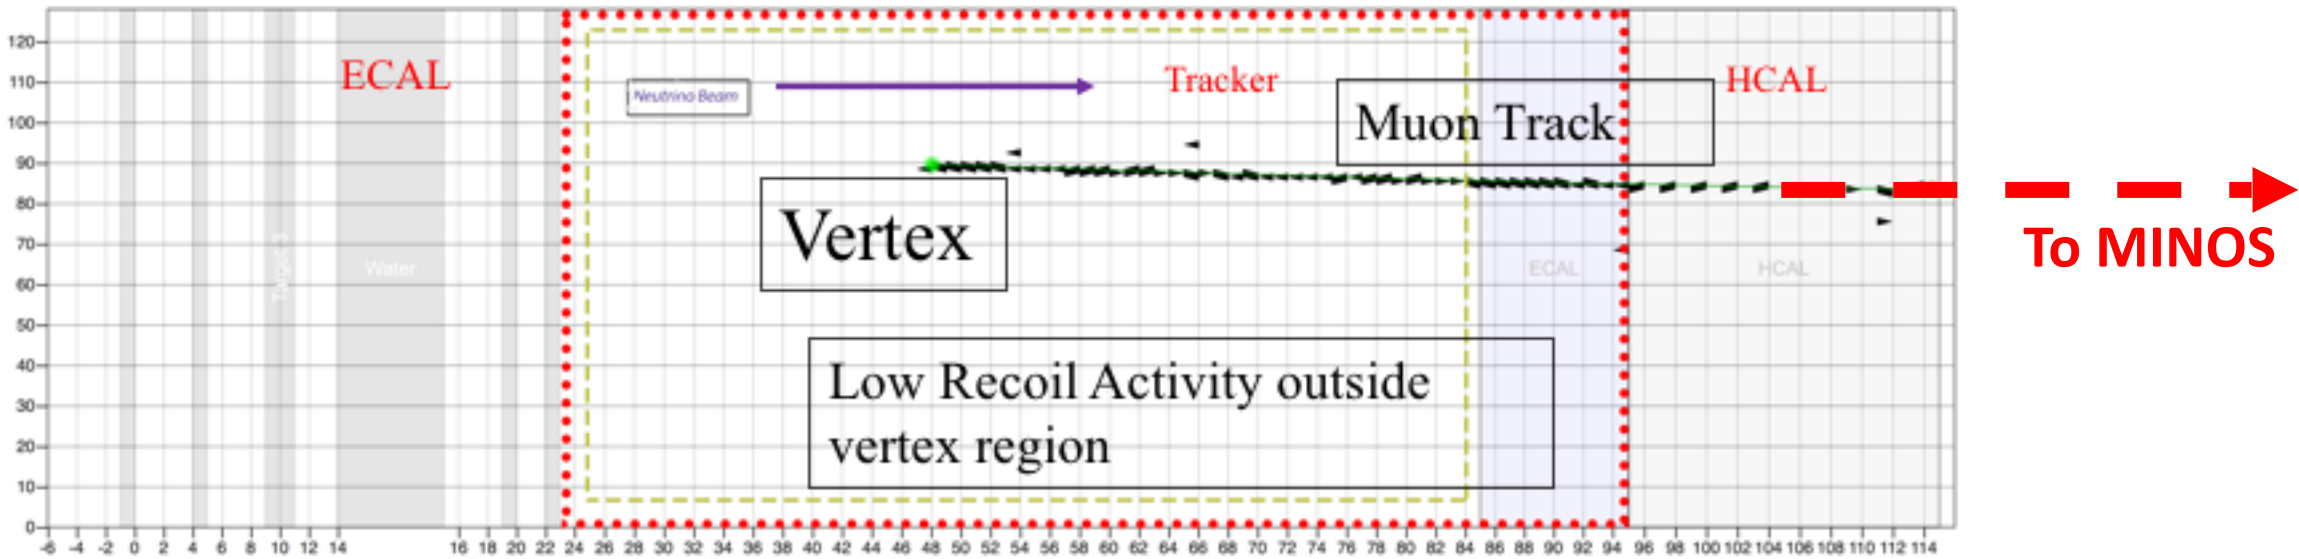 120
110
100
90
80
70
60
50
40
30
20
10
0
ECAL
Neutrino Beam
Tracker
HCAL
Muon Track
Vertex
To MINOS
Target 3
Water
ECAL
HCAL
Low Recoil Activity outside
vertex region
-6 -4 -2 0 2 4 6 8 10 12 14 16 18 20 22 24 26 28 30 32 34 36 38 40 42 44 46 48 50 52 54 56 58 60 62 64 66 68 70 72 74 76 78 80 82 84 86 88 90 92 94 96 98 100 102 104 106 108 110 112 114